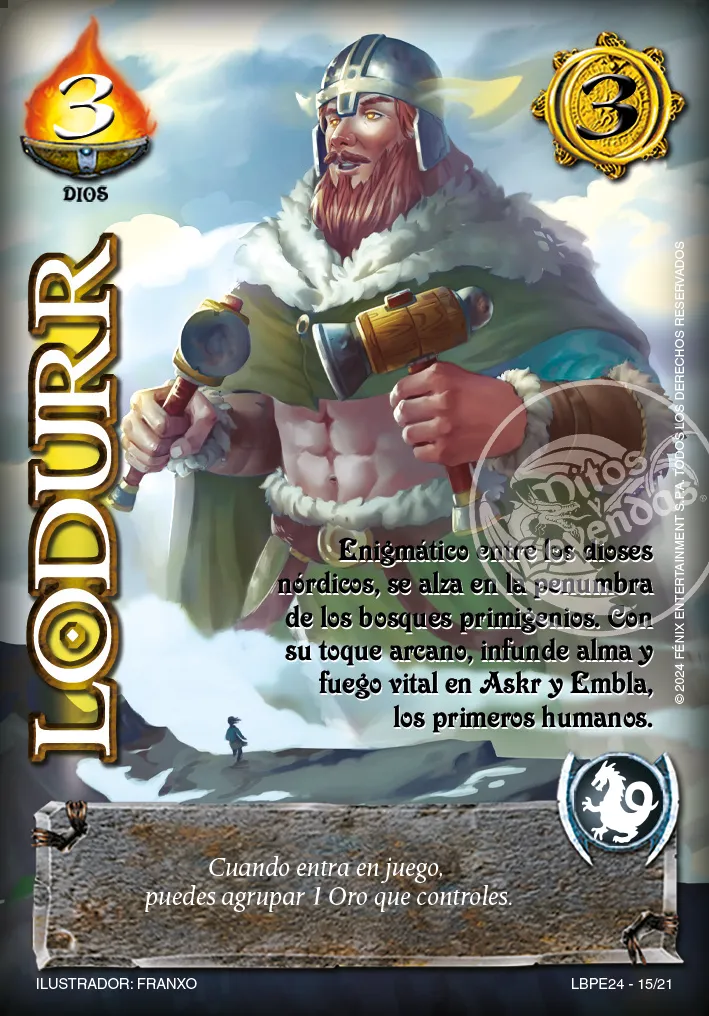 3
DIOS
3
LODURR
Enigmático entre los dioses
nórdicos, se alza en la penumbra
de los bosques primigenios. Con
su toque arcano, infunde alma y
fuego vital en Askr y Embla,
los primeros humanos.
Mitos
y
Leyendas
®
© 2024 FÉNIX ENTERTAINMENT S.P.A. TODOS LOS DERECHOS RESERVADOS
Cuando entra en juego,
puedes agrupar 1 Oro que controles.
ILUSTRADOR: FRANXO
LBPE24 - 15/21